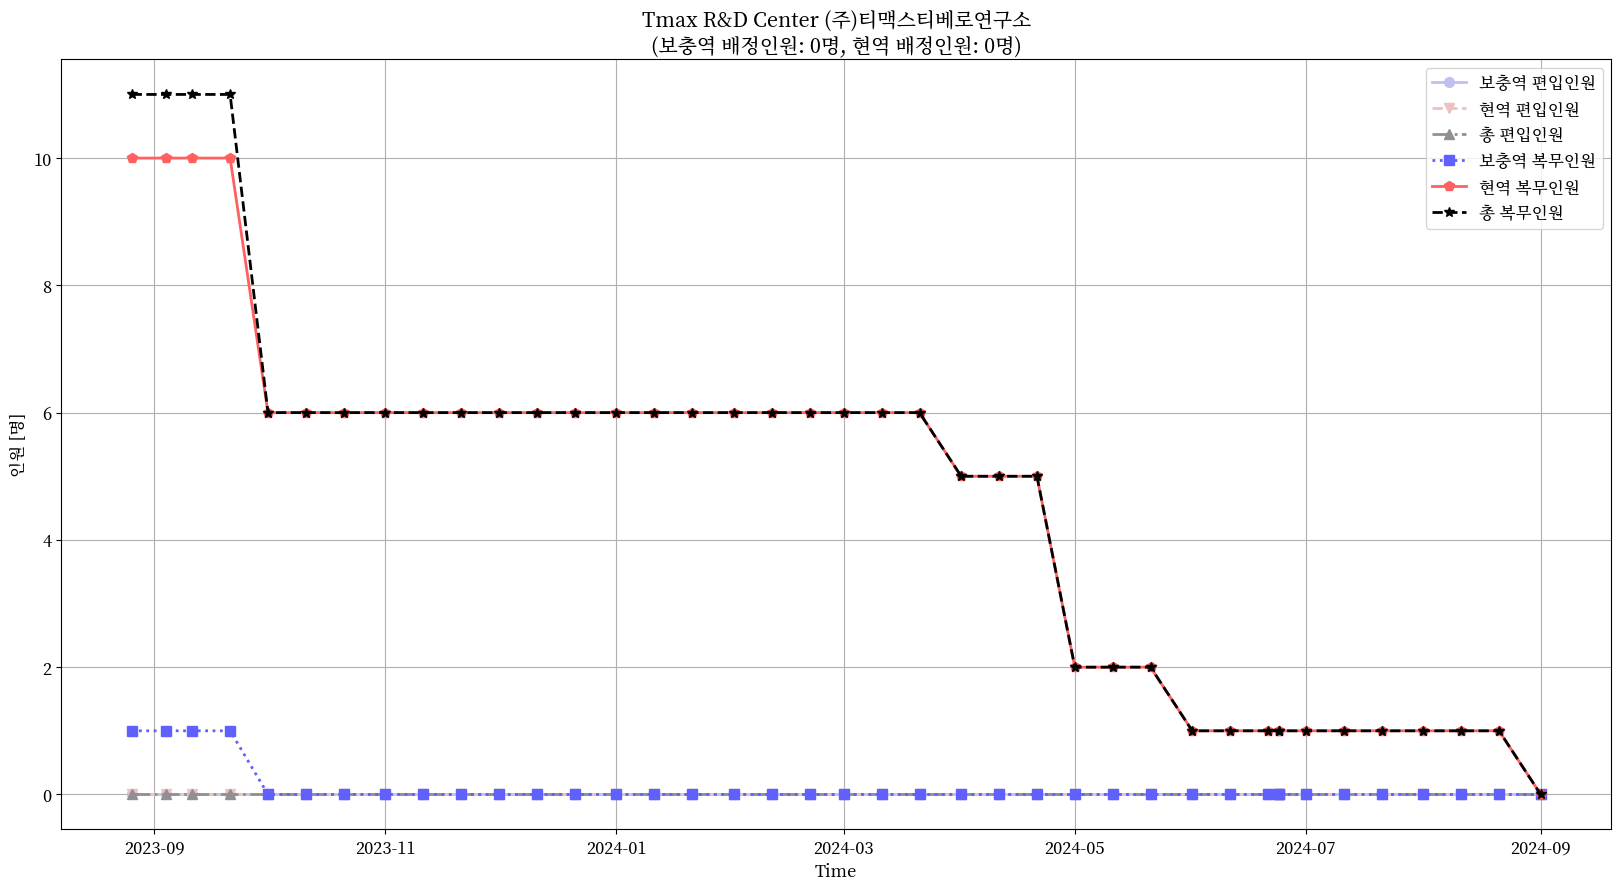 Tmax R&D Center (주)티맥스티베로연구소
(보충역 배정인원: 0명, 현역 배정인원: 0명)
보충역 편입인원
현역 편입인원
총 편입인원
보충역 복무인원
현역 복무인원
총 복무인원
인원 [명]
10
8
6
4
2
0
2023-09
2023-11
2024-01
2024-03
2024-05
2024-07
2024-09
Time